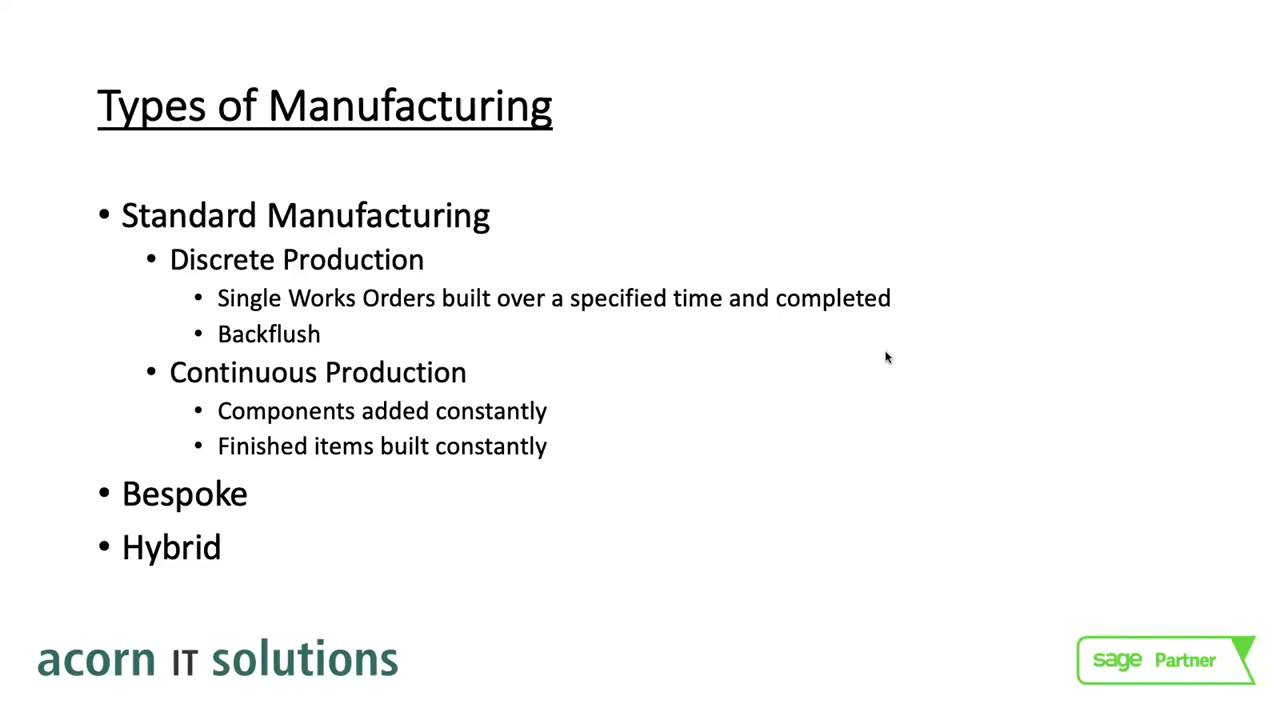 Types of Manufacturing
• Standard Manufacturing
• Discrete Production
• Single Works Orders built over a specified time and completed
• Backflush
• Continuous Production
• Components added constantly
• Finished items built constantly
• Bespoke
• Hybrid
acorn IT solutions
sage Partner